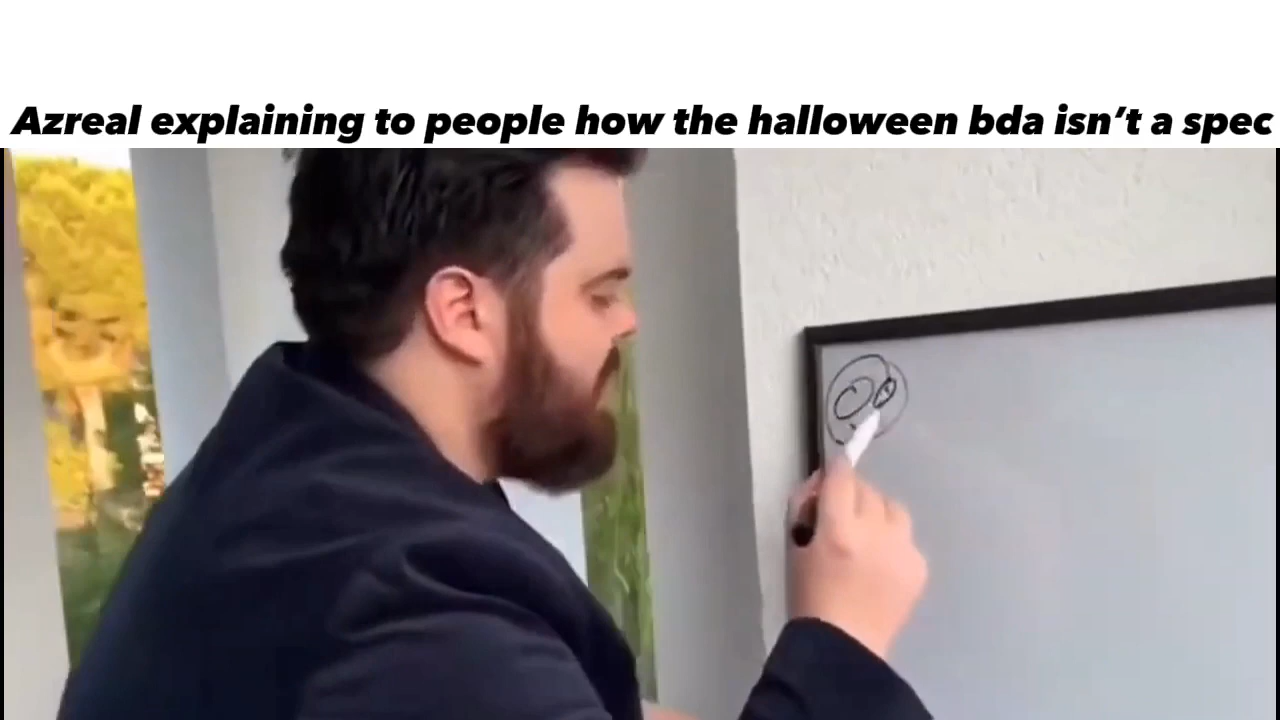 Azreal explaining to people how the halloween bda isn’t a spec